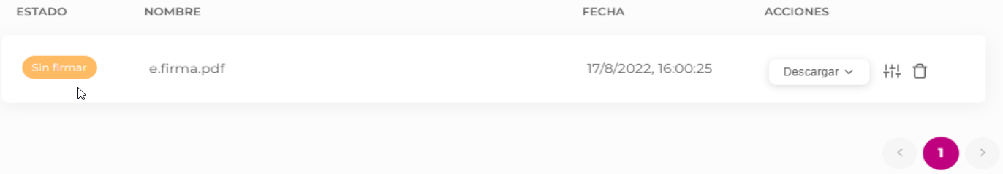 ESTADO NOMBRE FECHA ACCIONES
Sin firmar e.firma.pdf 17/8/2022, 16:00:25 Descargar
1